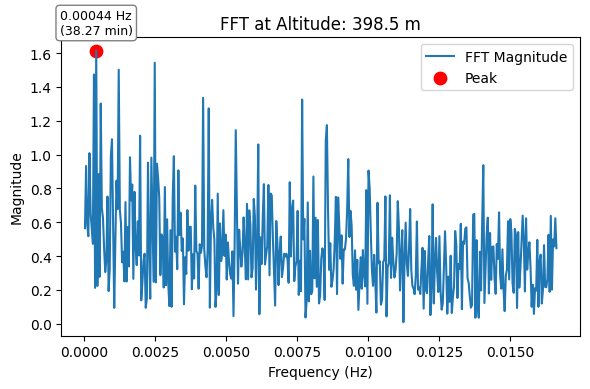 0.00044 Hz
(38.27 min)
FFT at Altitude: 398.5 m
FFT Magnitude
Peak
Magnitude
1.6
1.4
1.2
1.0
0.8
0.6
0.4
0.2
0.0
0.0000 0.0025 0.0050 0.0075 0.0100 0.0125 0.0150
Frequency (Hz)